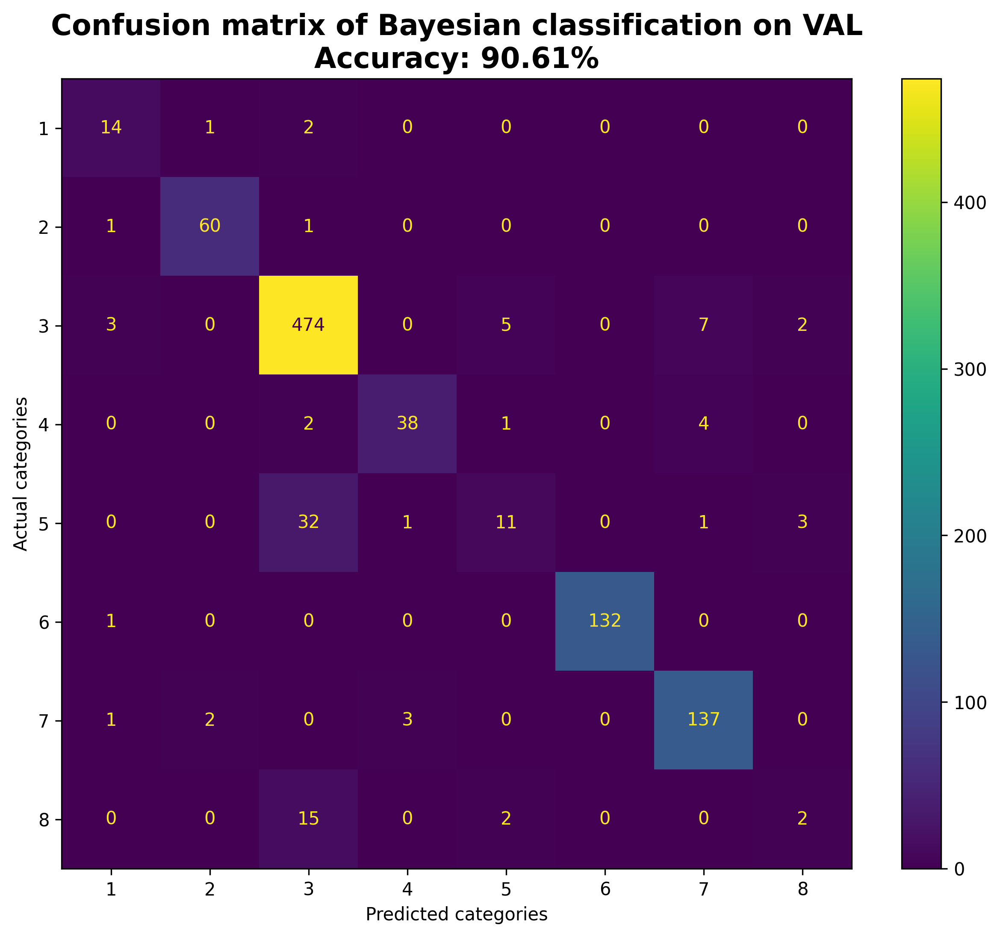 Confusion matrix of Bayesian classification on VAL
Accuracy: 90.61%
1 14 1 2 0 0 0 0 0
2 1 60 1 0 0 0 0 0
3 3 0 474 0 5 0 7 2
4 0 0 2 38 1 0 4 0
5 0 0 32 1 11 0 1 3
6 1 0 0 0 0 132 0 0
7 1 2 0 3 0 0 137 0
8 0 0 15 0 2 0 0 2
1 2 3 4 5 6 7 8
Predicted categories
Actual categories
400
300
200
100
0